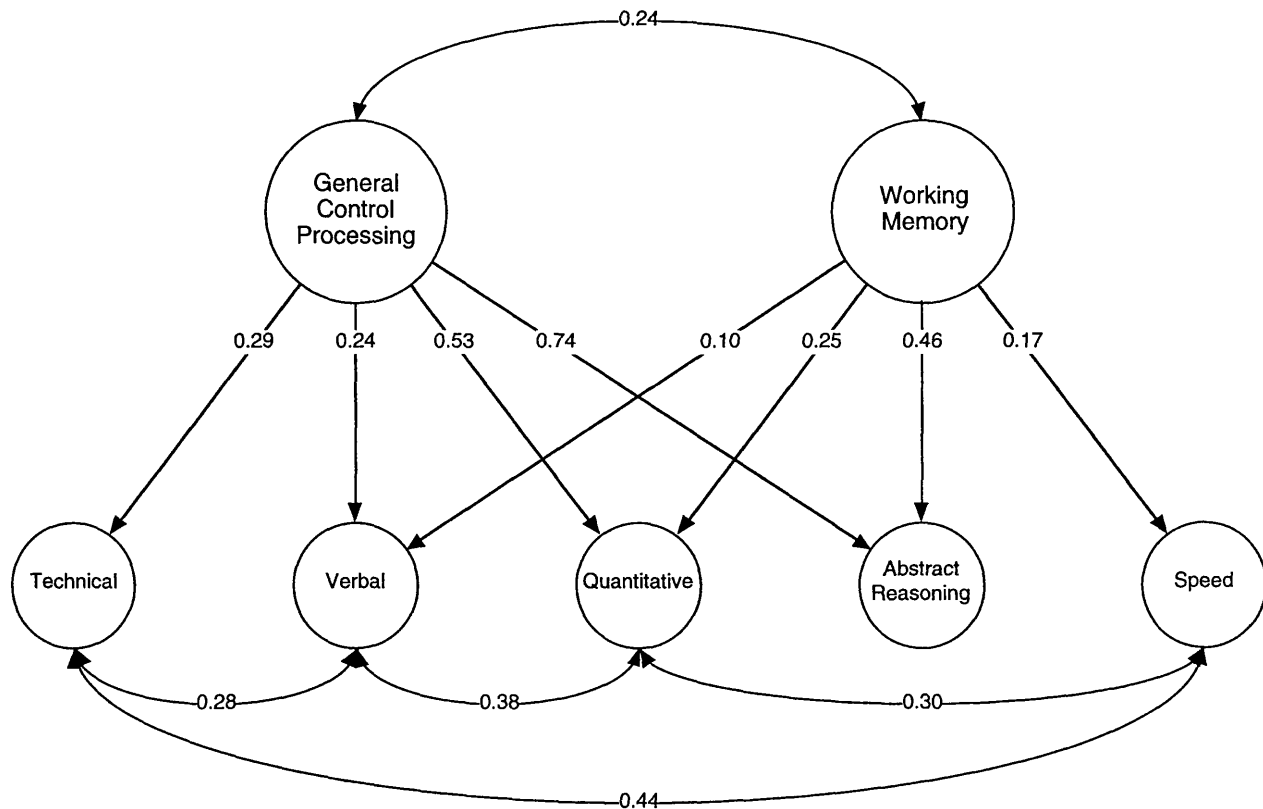 0.24
General
Control
Processing
Working
Memory
0.29
0.24
0.53
0.74
0.10
0.25
0.46
0.17
Technical
Verbal
Quantitative
Abstract
Reasoning
Speed
0.28
0.38
0.30
0.44